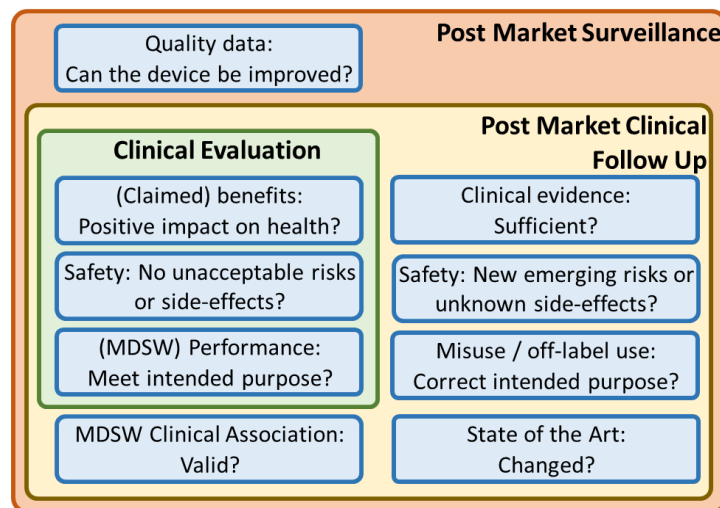 Post Market Surveillance
Quality data:
Can the device be improved?
Post Market Clinical
Follow Up
Clinical Evaluation
(Claimed) benefits:
Positive impact on health?
Safety: No unacceptable risks
or side-effects?
(MDSW) Performance:
Meet intended purpose?
MDSW Clinical Association:
Valid?
Clinical evidence:
Sufficient?
Safety: New emerging risks or
unknown side-effects?
Misuse / off-label use:
Correct intended purpose?
State of the Art:
Changed?